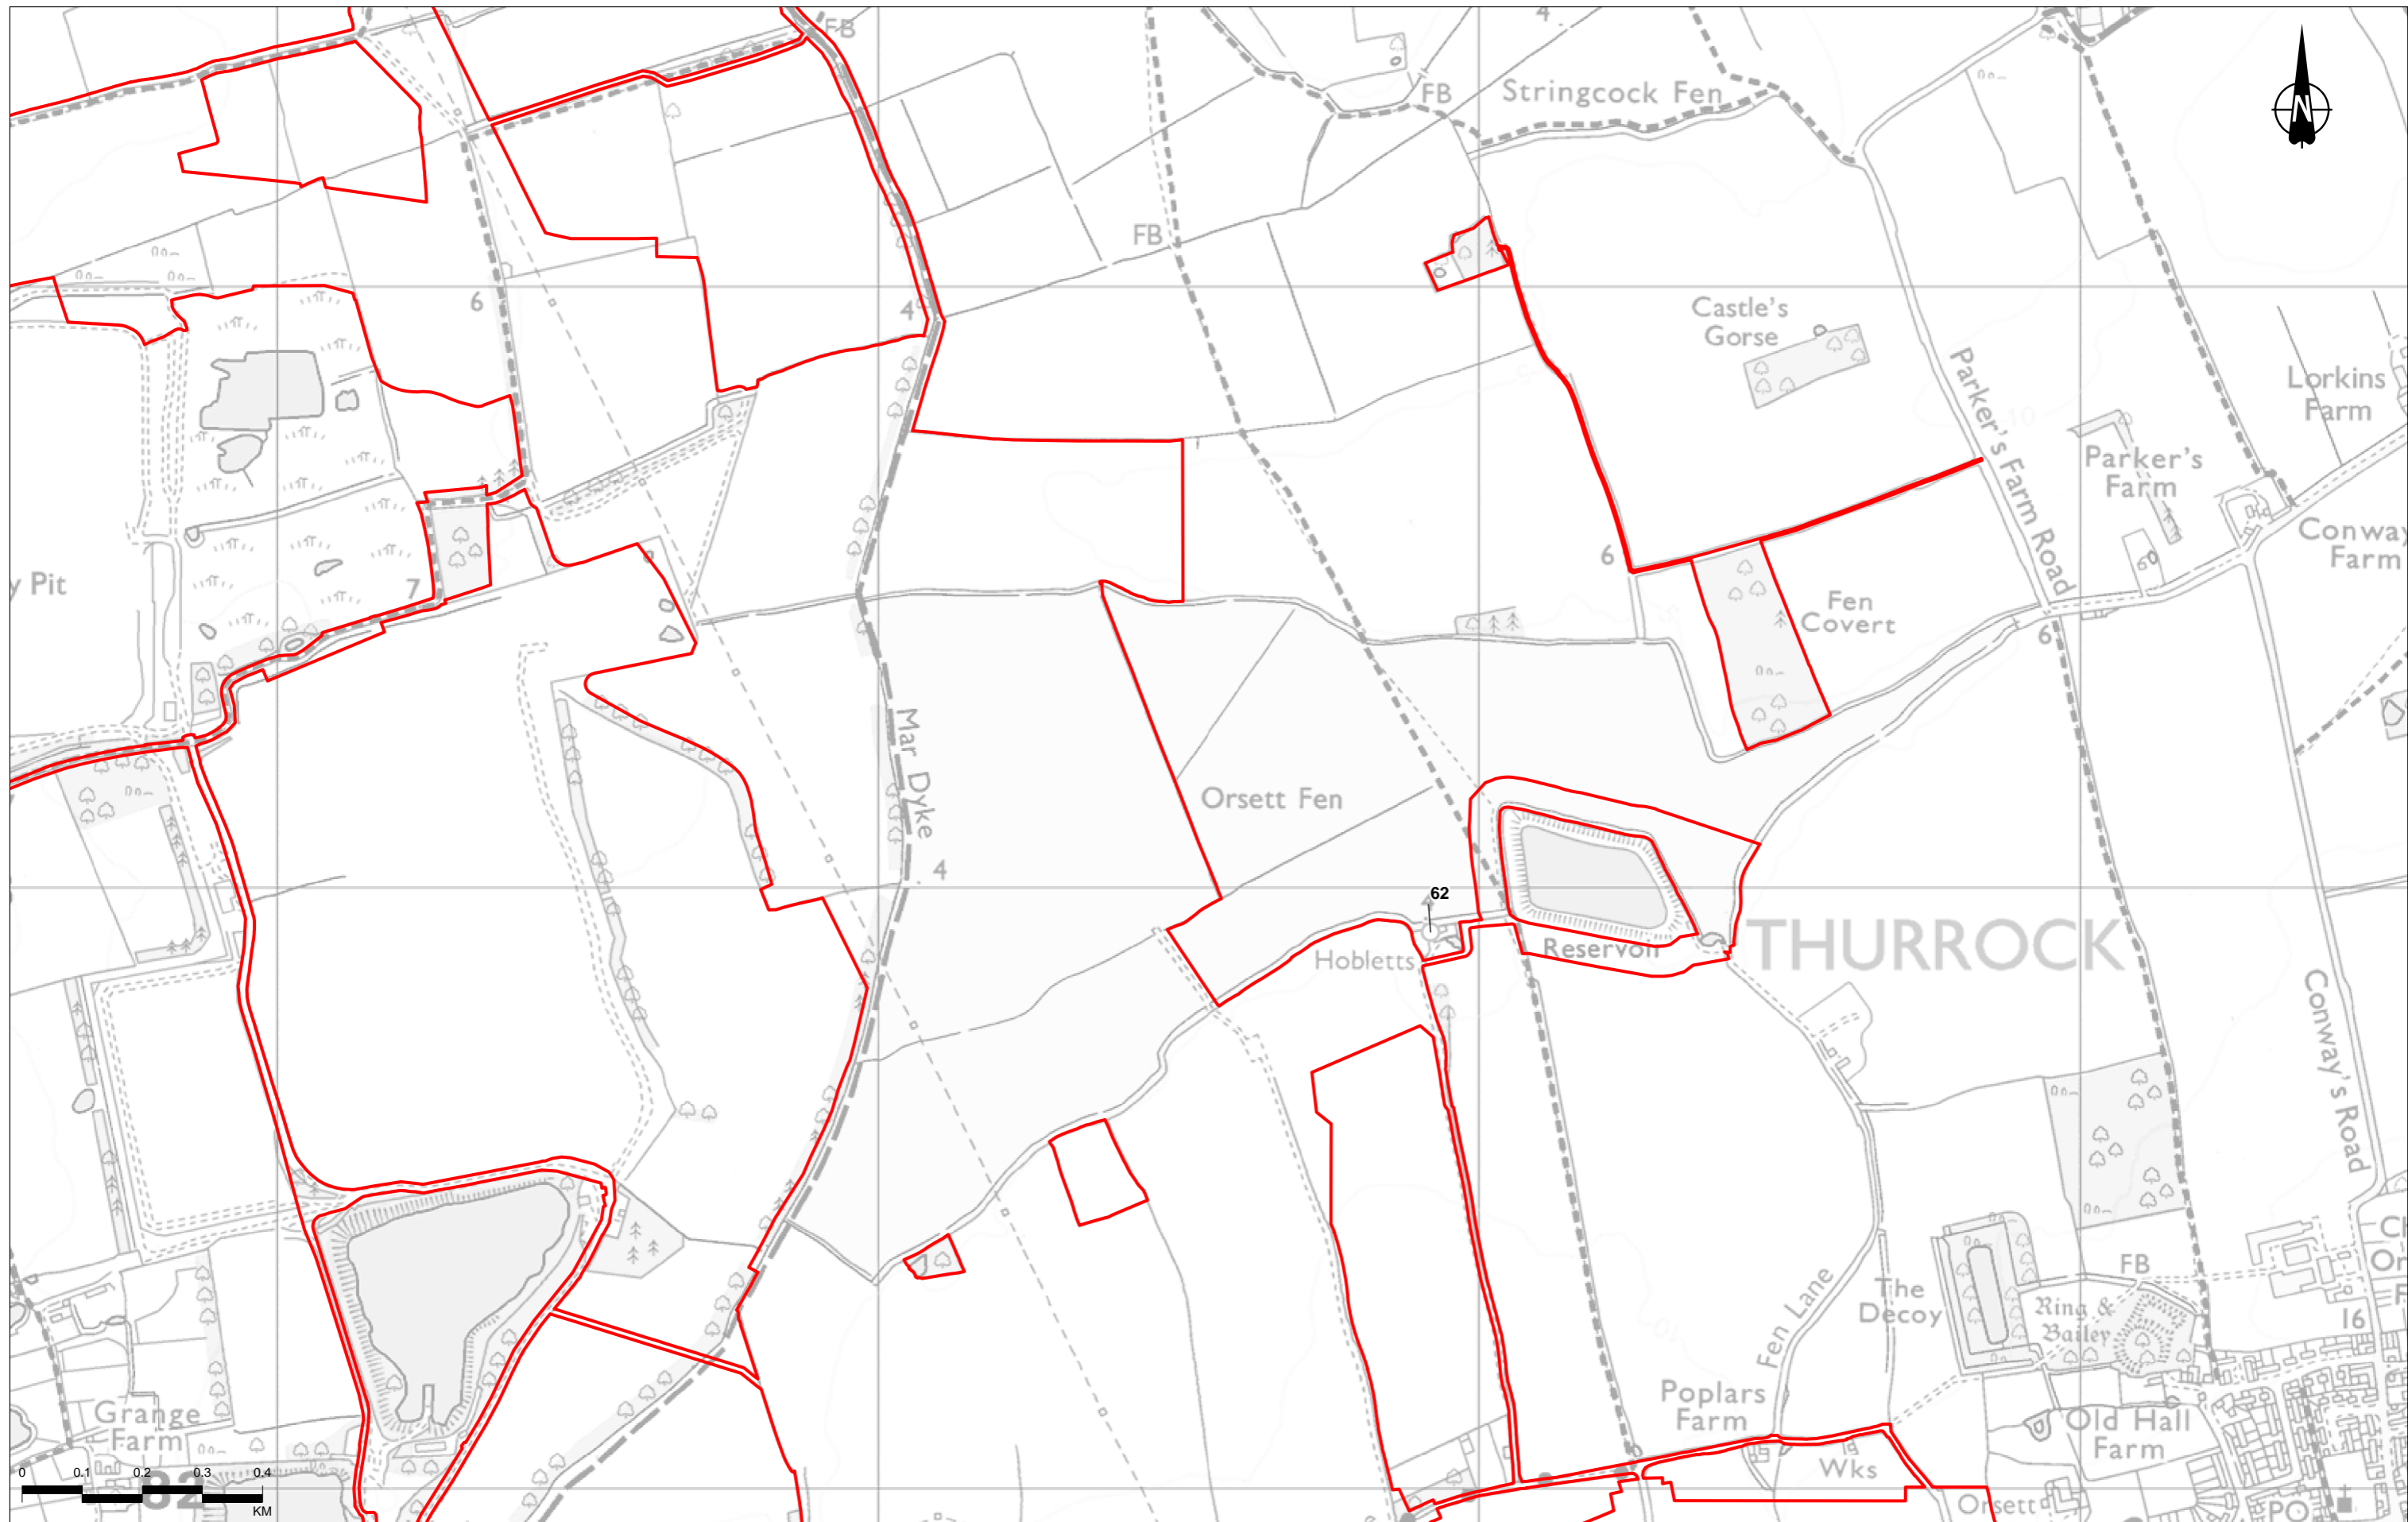 FB
4
N
FB
Stringcock Fen
FB
6
4
Castle's
Gorse
Parker's Farm Road
Lorkins
Farm
Parker's
Farm
Conway
Farm
y Pit
7
6
Fen
Covert
6
Mar Dyke
Orsett Fen
4
62
THURROCK
Hobletts
Reservoir
Conway's Road
FB
The
Decoy
Ring &
Bailey
Fen Lane
16
Poplars
Farm
Grange
Farm
Old Hall
Farm
Wks
Orsett
PO
82
0 0.1 0.2 0.3 0.4
KM